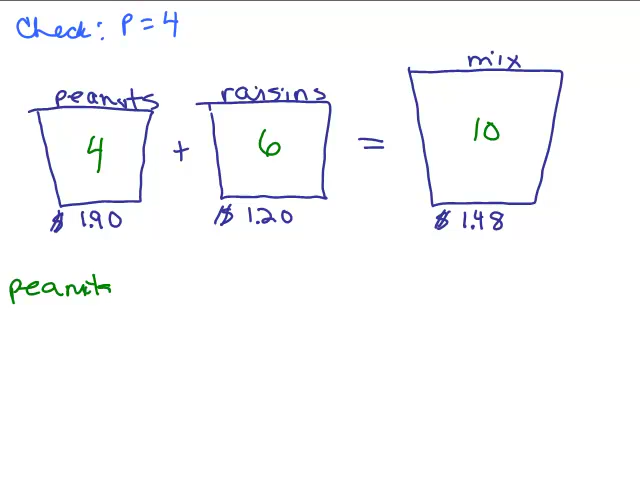 Check: P = 4
peanuts raisins mix
4 + 6 = 10
$ 1.90 $ 1.20 $ 1.48
peanuts